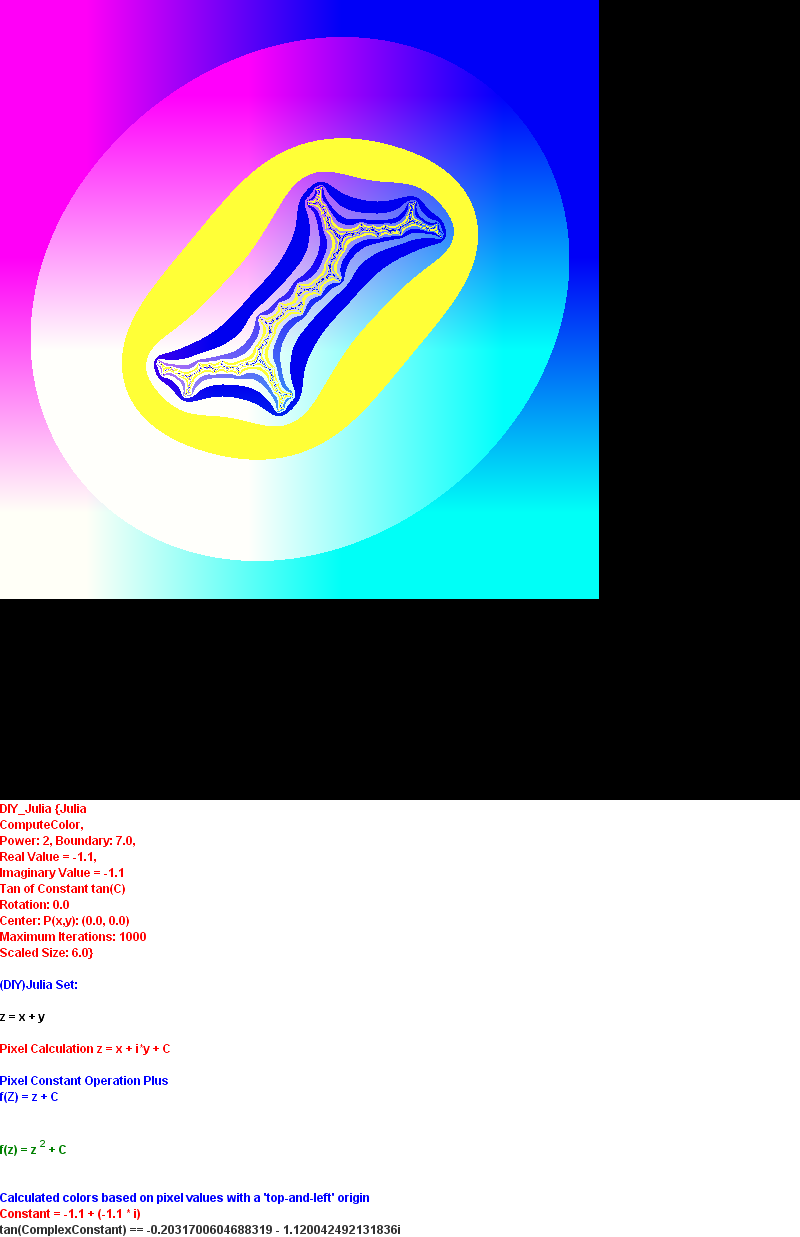 DIY_Julia {Julia
ComputeColor,
Power: 2, Boundary: 7.0,
Real Value = -1.1,
Imaginary Value = -1.1
Tan of Constant tan(C)
Rotation: 0.0
Center: P(x,y): (0.0, 0.0)
Maximum Iterations: 1000
Scaled Size: 6.0}
(DIY)Julia Set:
z = x + y
Pixel Calculation z = x + i*y + C
Pixel Constant Operation Plus
f(Z) = z + C
f(z) = z 2 + C
Calculated colors based on pixel values with a 'top-and-left' origin
Constant = -1.1 + (-1.1 * i)
tan(ComplexConstant) == -0.2031700604688319 - 1.120042492131836i